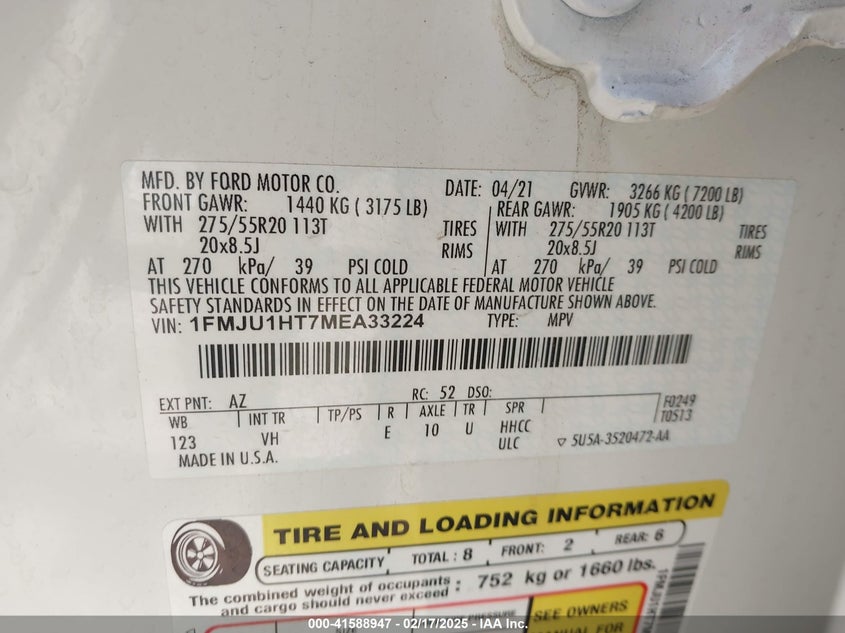 MFD. BY FORD MOTOR CO. DATE: 04/21 GVWR: 3266 KG ( 7200 LB)
FRONT GAWR: 1440 KG ( 3175 LB) REAR GAWR: 1905 KG ( 4200 LB)
WITH 275/55R20 113T TIRES WITH 275/55R20 113T TIRES
20x8.5J RIMS 20x8.5J RIMS
AT 270 kPa/ 39 PSI COLD AT 270 kPa/ 39 PSI COLD
THIS VEHICLE CONFORMS TO ALL APPLICABLE FEDERAL MOTOR VEHICLE
SAFETY STANDARDS IN EFFECT ON THE DATE OF MANUFACTURE SHOWN ABOVE.
VIN: 1FMJU1HT7MEA33224 TYPE: MPV
EXT PNT: AZ RC: 52 DSO: F0249
WB INT TR TP/PS R AXLE TR SPR T0513
123 VH E 10 U HHCC
ULC ▽ 5U5A-3520472-AA
MADE IN U.S.A.
TIRE AND LOADING INFORMATION
SEATING CAPACITY TOTAL : 8 FRONT: 2 REAR: 6
The combined weight of occupants
and cargo should never exceed : 752 kg or 1660 lbs.
SIZE PRESSURE SEE OWNERS
MANUAL FOR
000-41588947 - 02/17/2025 - IAA Inc.